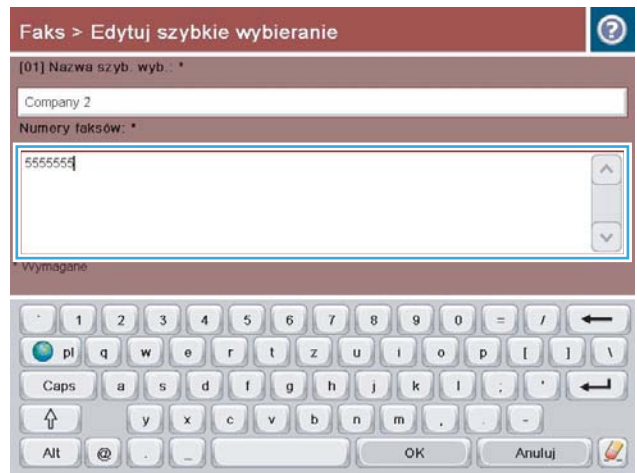 Faks > Edytuj szybkie wybieranie ?
[01] Nazwa szyb. wyb.: *
Company 2
Numery faksów: *
5555555
* Wymagane
` 1 2 3 4 5 6 7 8 9 0 = /
pl q w e r t z u i o p [ ] \
Caps a s d f g h j k l ; '
y x c v b n m , . -
Alt @ . _ OK Anuluj